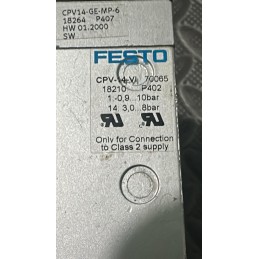 CPV14-GE-MP-6
18264 P407
HW 01.2000
SW
FESTO
CPV-14-VI 70065
18210 P402
1:-0,9...10bar
14: 3,0...8bar
Only for Connection
to Class 2 supply